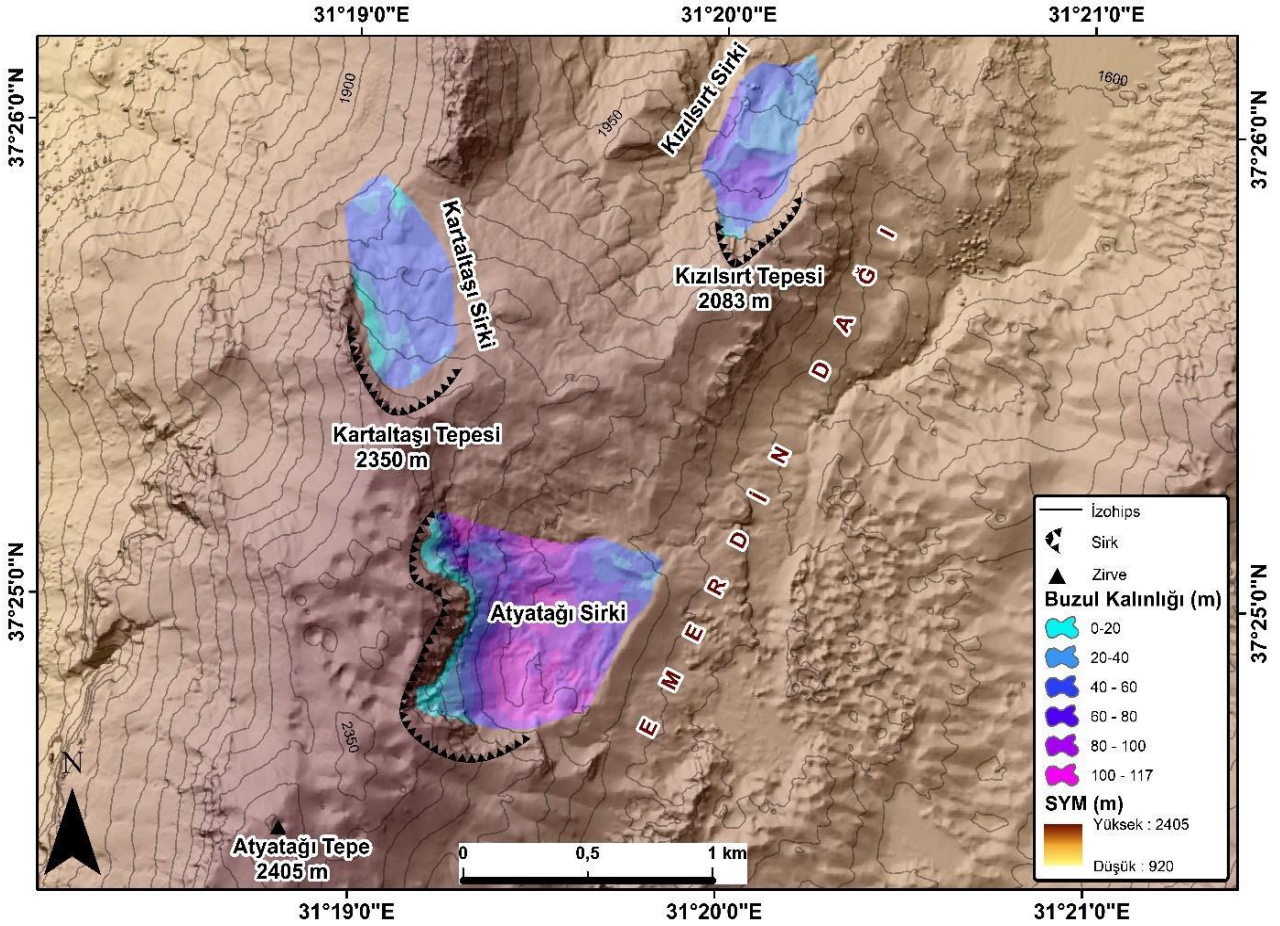 31°19'0"E
31°20'0"E
31°21'0"E
37°26'0"N
37°26'0"N
1900
1950
1600
Kızılsırt Sirki
Kartaltaşı Sirki
Kızılsırt Tepesi
2083 m
Kartaltaşı Tepesi
2350 m
EMERDİN DAĞI
37°25'0"N
37°25'0"N
Atyatağı Sirki
2350
N
Atyatağı Tepe
2405 m
0 0,5 1 km
İzohips
Sirk
Zirve
Buzul Kalınlığı (m)
0-20
20-40
40 - 60
60 - 80
80 - 100
100 - 117
SYM (m)
Yüksek : 2405
Düşük : 920
31°19'0"E
31°20'0"E
31°21'0"E